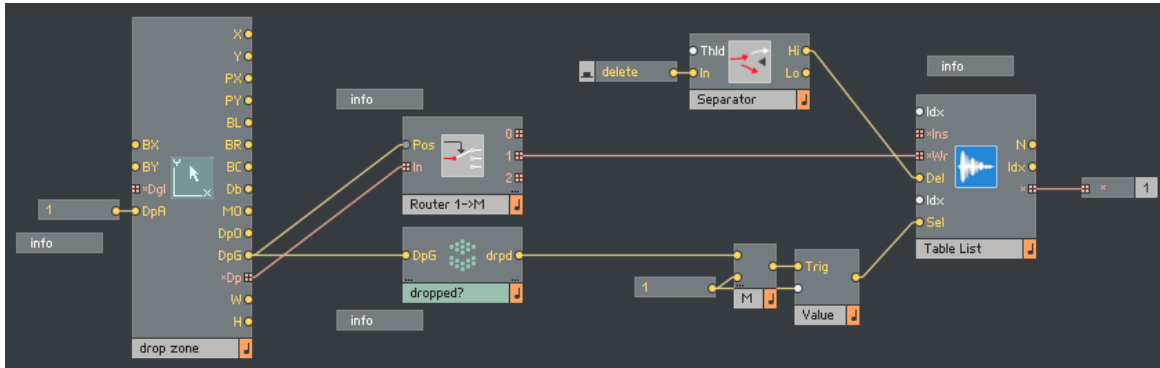 X
Y
PX
PY
BL
BX BR
BY BC
×Dgl Db
1 DpA MO
info DpO
DpG
×Dp
W
H
drop zone
info
Pos 0
In 1
2
...
Router 1->M
DpG drpd
...
dropped?
info
delete
Thld Hi
In Lo
Separator
1
...
M
Trig
Value
info
Idx
×Ins N
×Wr Idx
Del ×
Idx
Sel
Table List
× 1